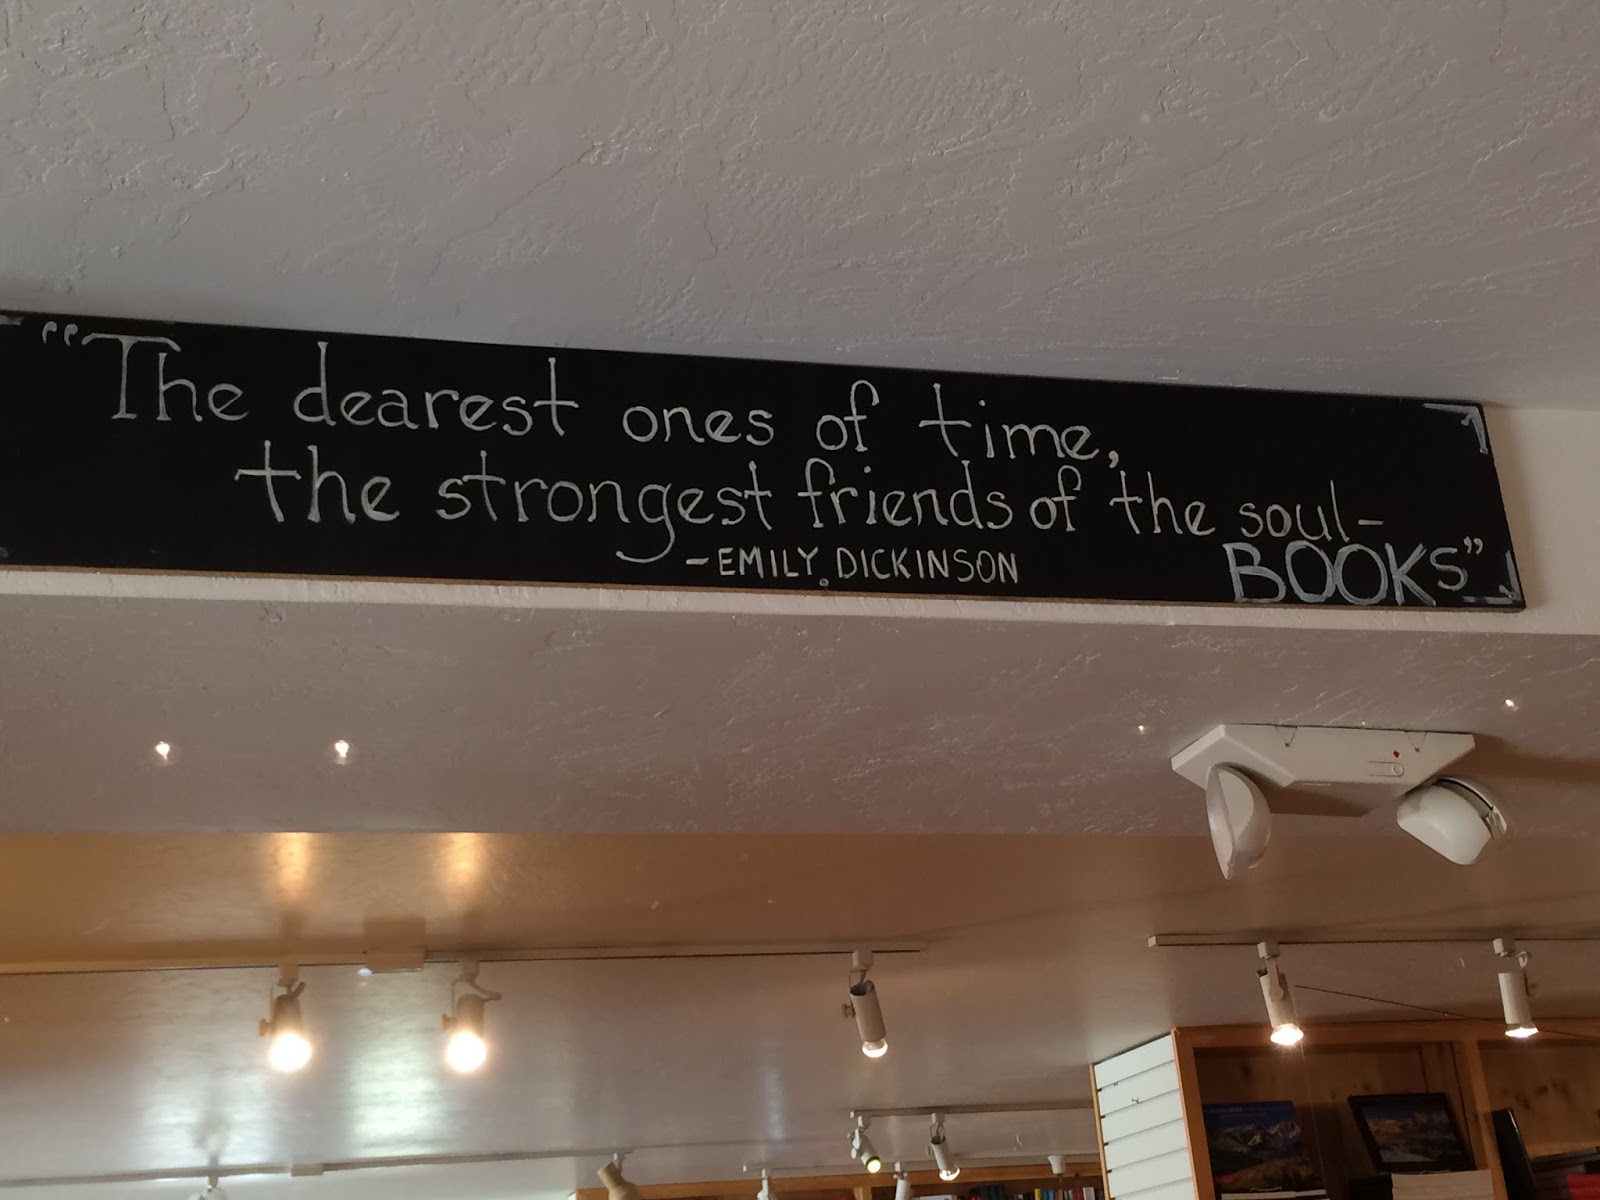 “The dearest ones of time,
the strongest friends of the soul-
BOOKS”
-EMILY DICKINSON